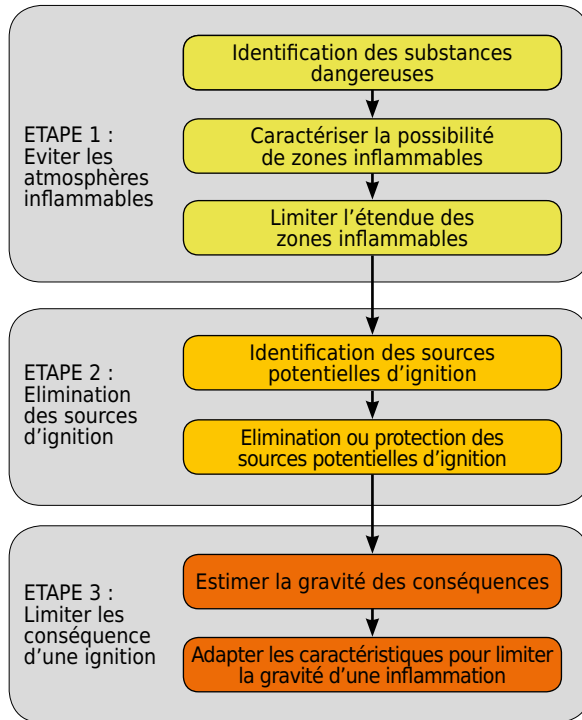 ETAPE 1 :
Eviter les
atmosphères
inflammables
Identification des substances
dangereuses
Caractériser la possibilité
de zones inflammables
Limiter l’étendue des
zones inflammables
ETAPE 2 :
Elimination
des sources
d’ignition
Identification des sources
potentielles d’ignition
Elimination ou protection des
sources potentielles d’ignition
ETAPE 3 :
Limiter les
conséquence
d’une ignition
Estimer la gravité des conséquences
Adapter les caractéristiques pour limiter
la gravité d’une inflammation